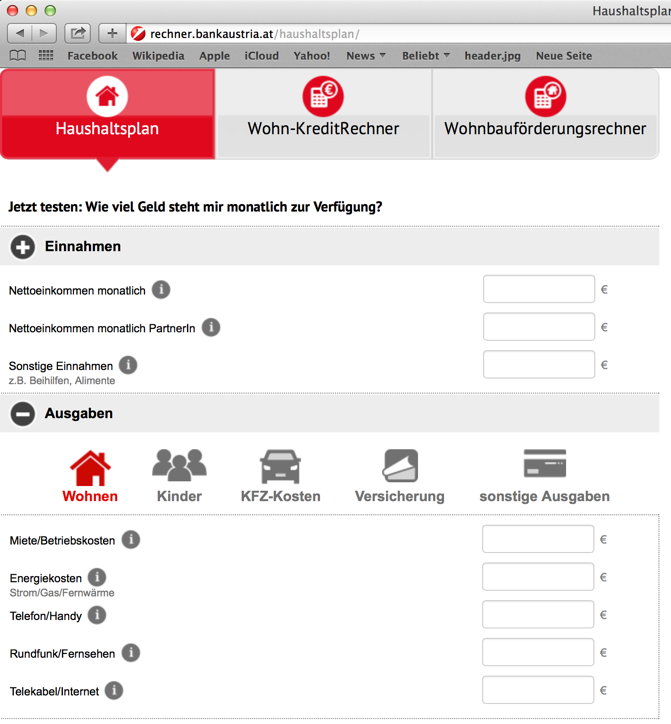 Haushaltsplan
rechner.bankaustria.at/haushaltsplan/
Facebook Wikipedia Apple iCloud Yahoo! News Beliebt header.jpg Neue Seite
Haushaltsplan Wohn-KreditRechner Wohnbauförderungsrechner
Jetzt testen: Wie viel Geld steht mir monatlich zur Verfügung?
Einnahmen
Nettoeinkommen monatlich i €
Nettoeinkommen monatlich PartnerIn i €
Sonstige Einnahmen i €
z.B. Beihilfen, Alimente
Ausgaben
Wohnen Kinder KFZ-Kosten Versicherung sonstige Ausgaben
Miete/Betriebskosten i €
Energiekosten i €
Strom/Gas/Fernwärme
Telefon/Handy i €
Rundfunk/Fernsehen i €
Telekabel/Internet i €